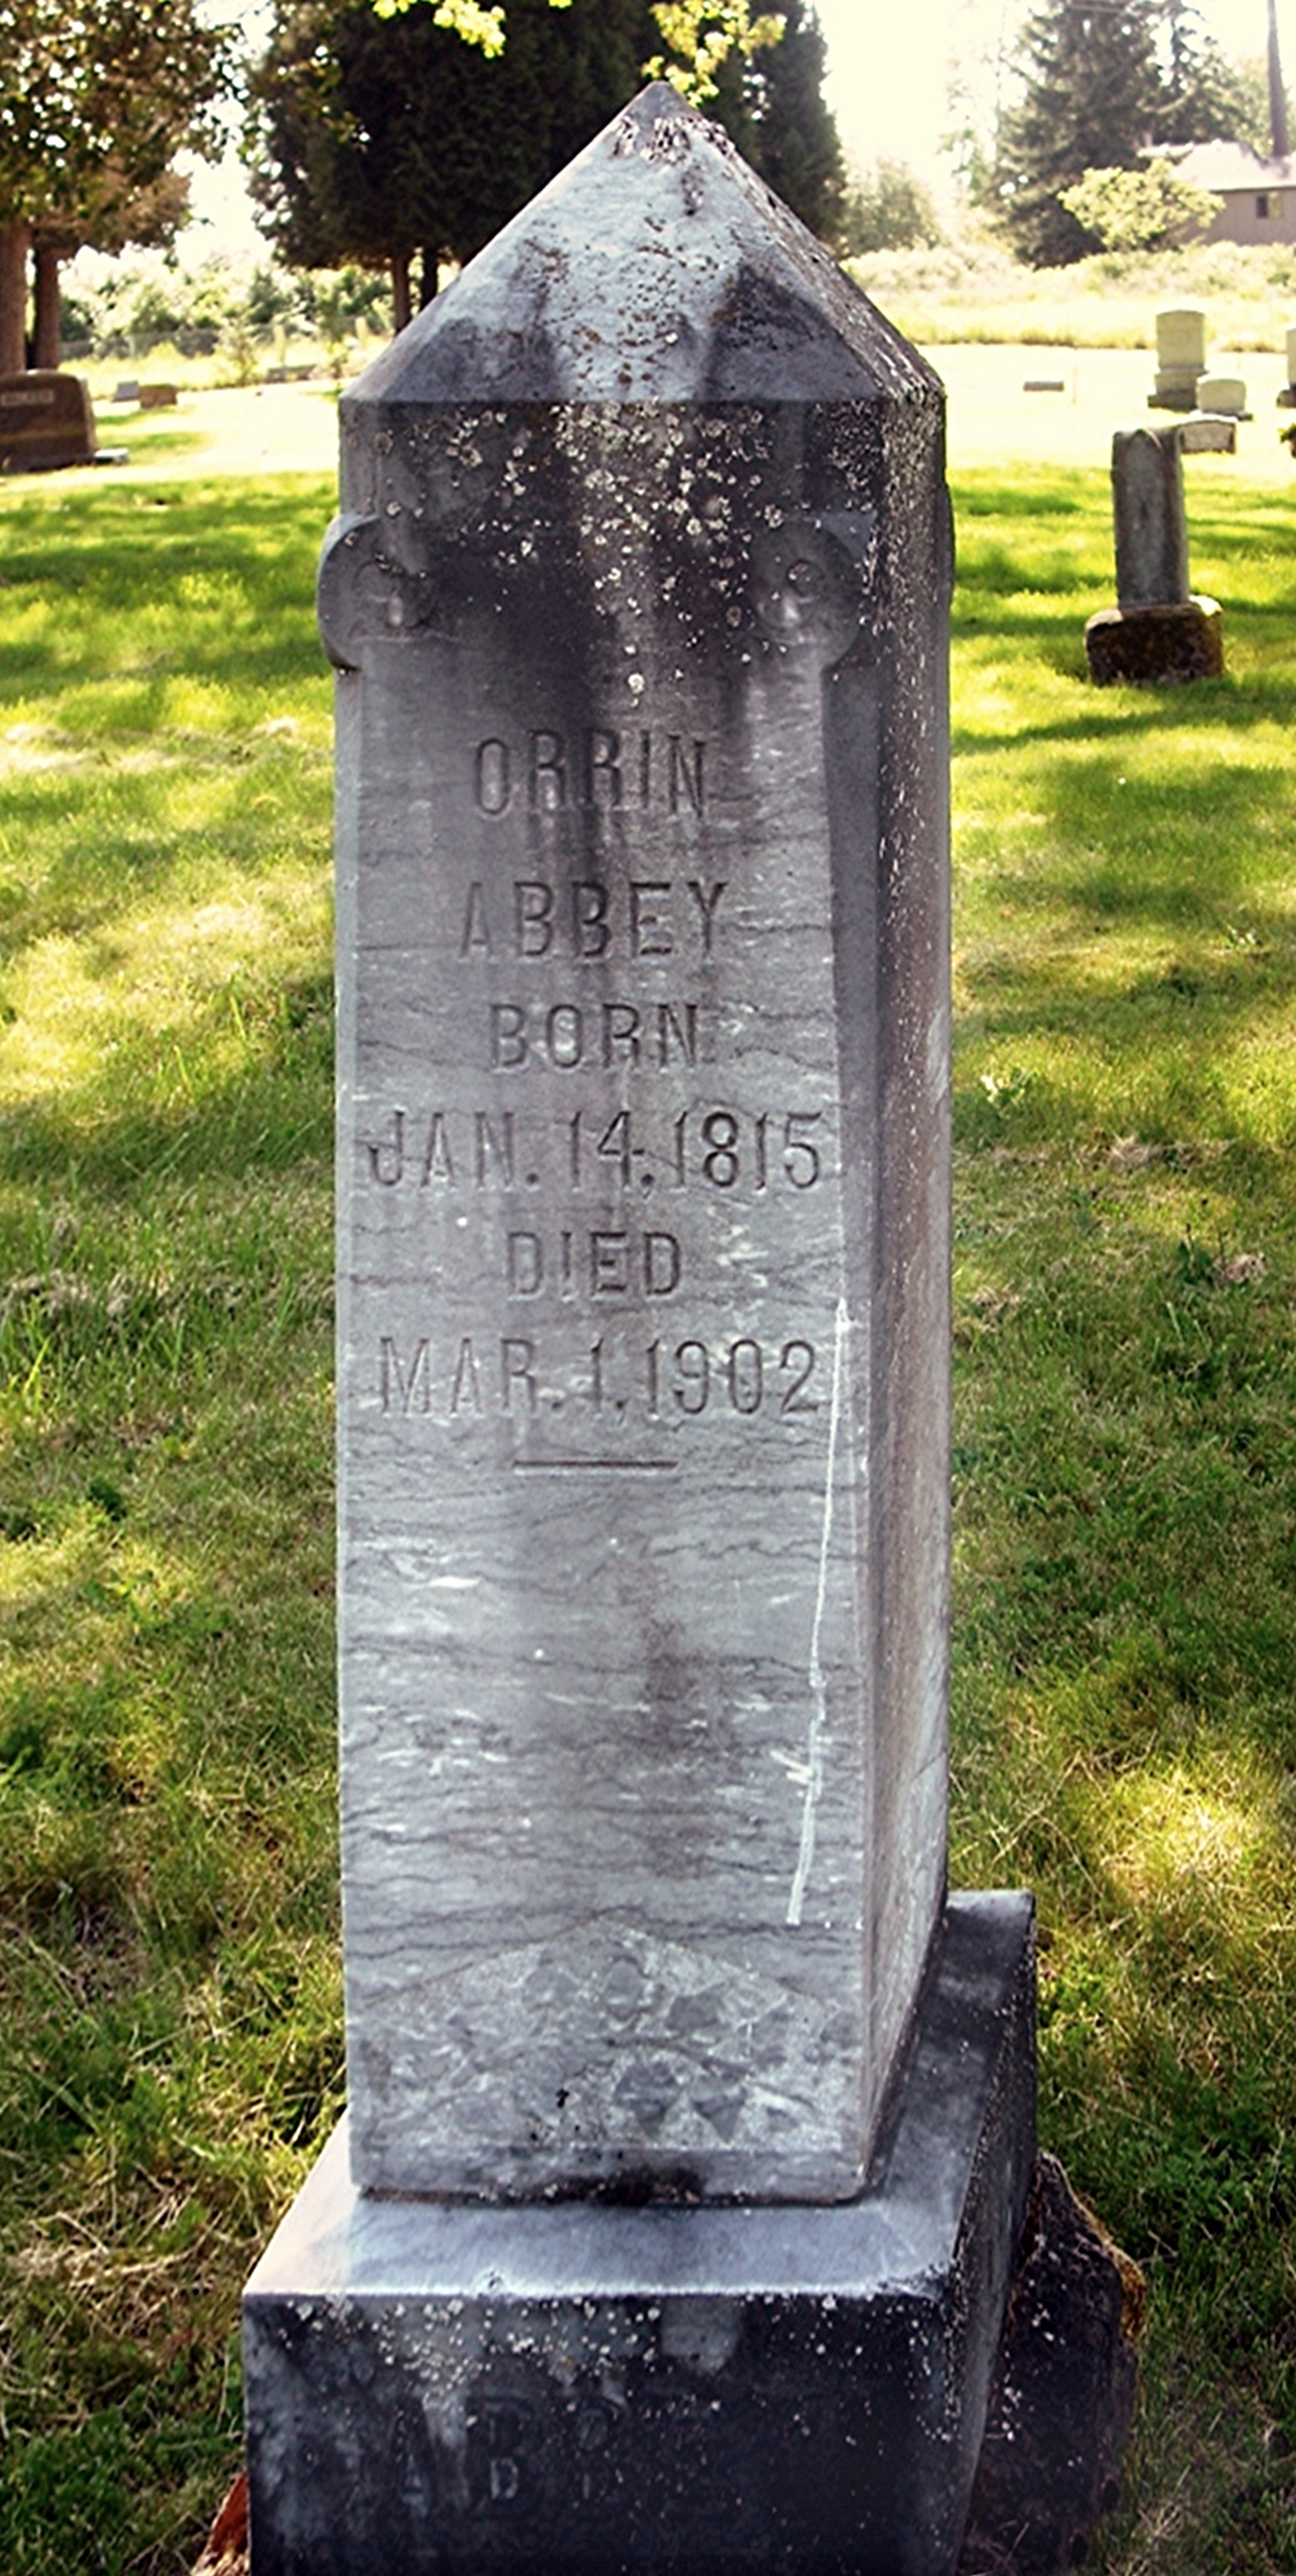 ORRIN
ABBEY
BORN
JAN. 14, 1815
DIED
MAR. 1, 1902